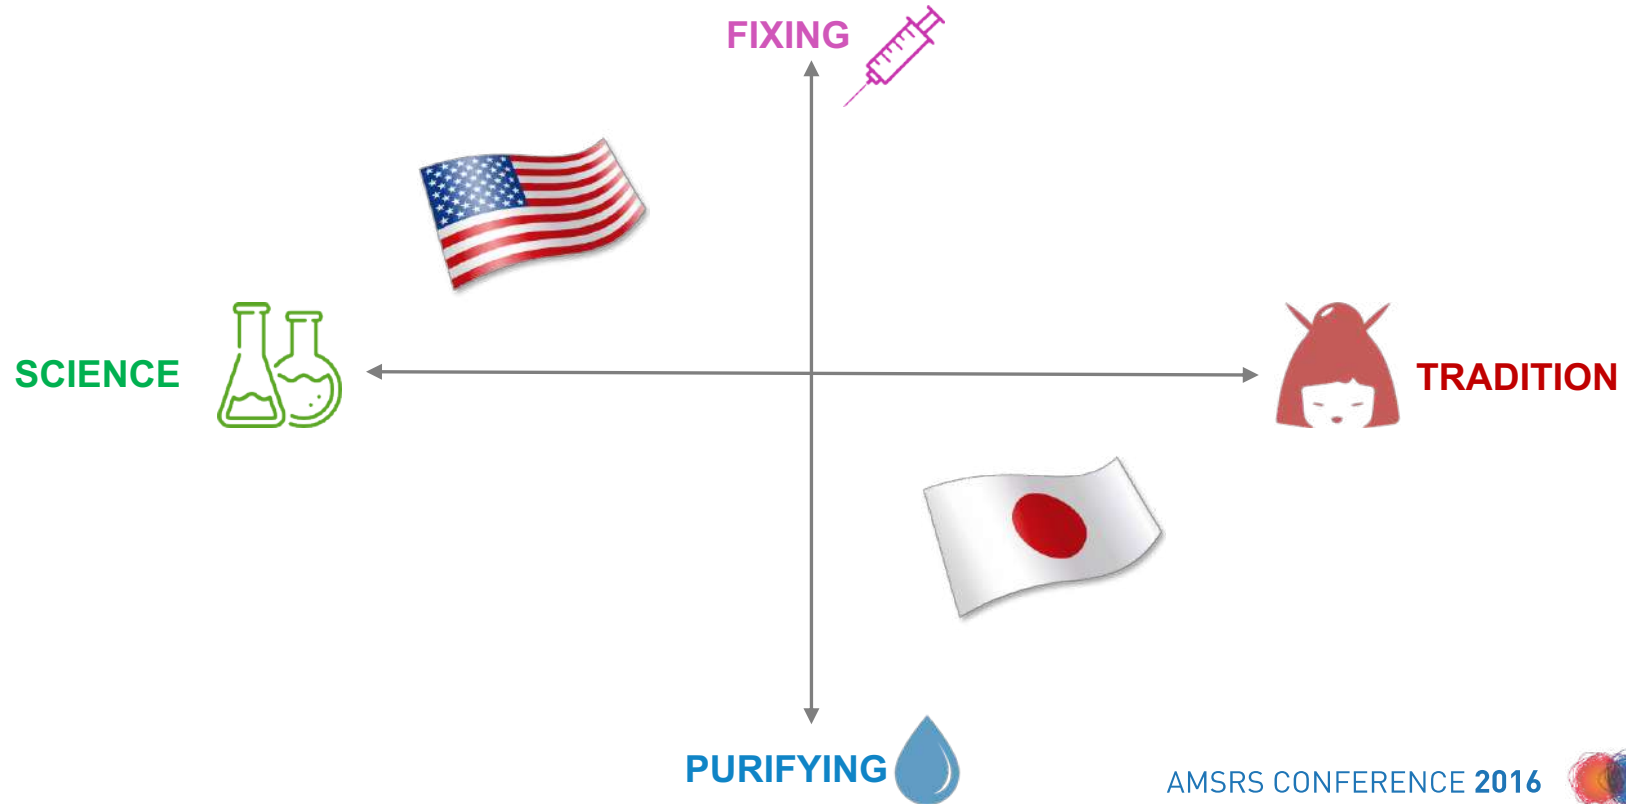 FIXING
SCIENCE
TRADITION
PURIFYING
AMSRS CONFERENCE 2016